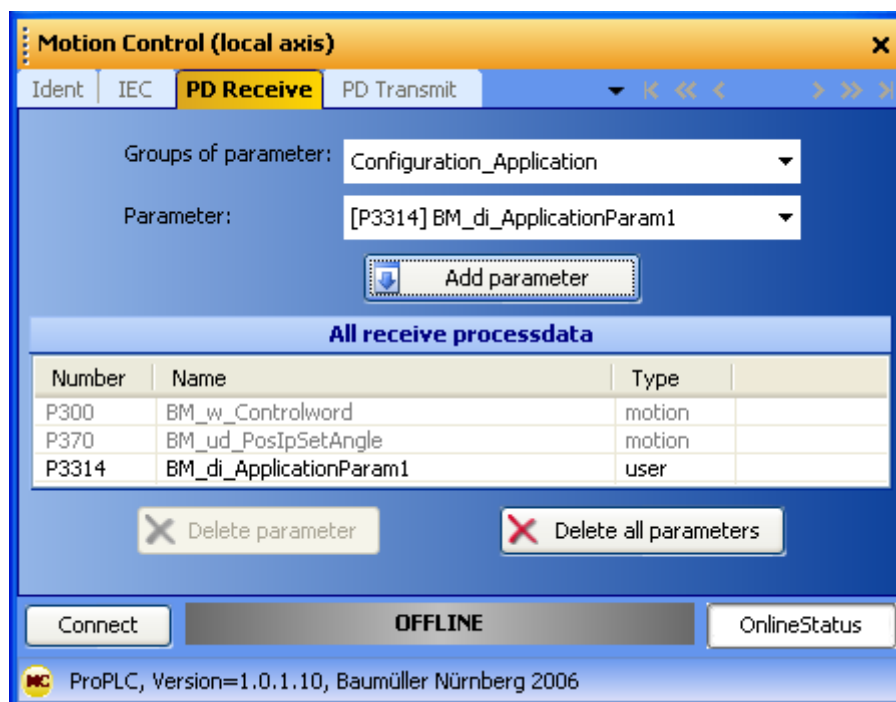 Motion Control (local axis)
Ident IEC PD Receive PD Transmit
Groups of parameter: Configuration_Application
Parameter: [P3314] BM_di_ApplicationParam1
Add parameter
All receive processdata
Number Name Type
P300 BM_w_Controlword motion
P370 BM_ud_PosIpSetAngle motion
P3314 BM_di_ApplicationParam1 user
Delete parameter Delete all parameters
Connect OFFLINE OnlineStatus
MC ProPLC, Version=1.0.1.10, Baumüller Nürnberg 2006